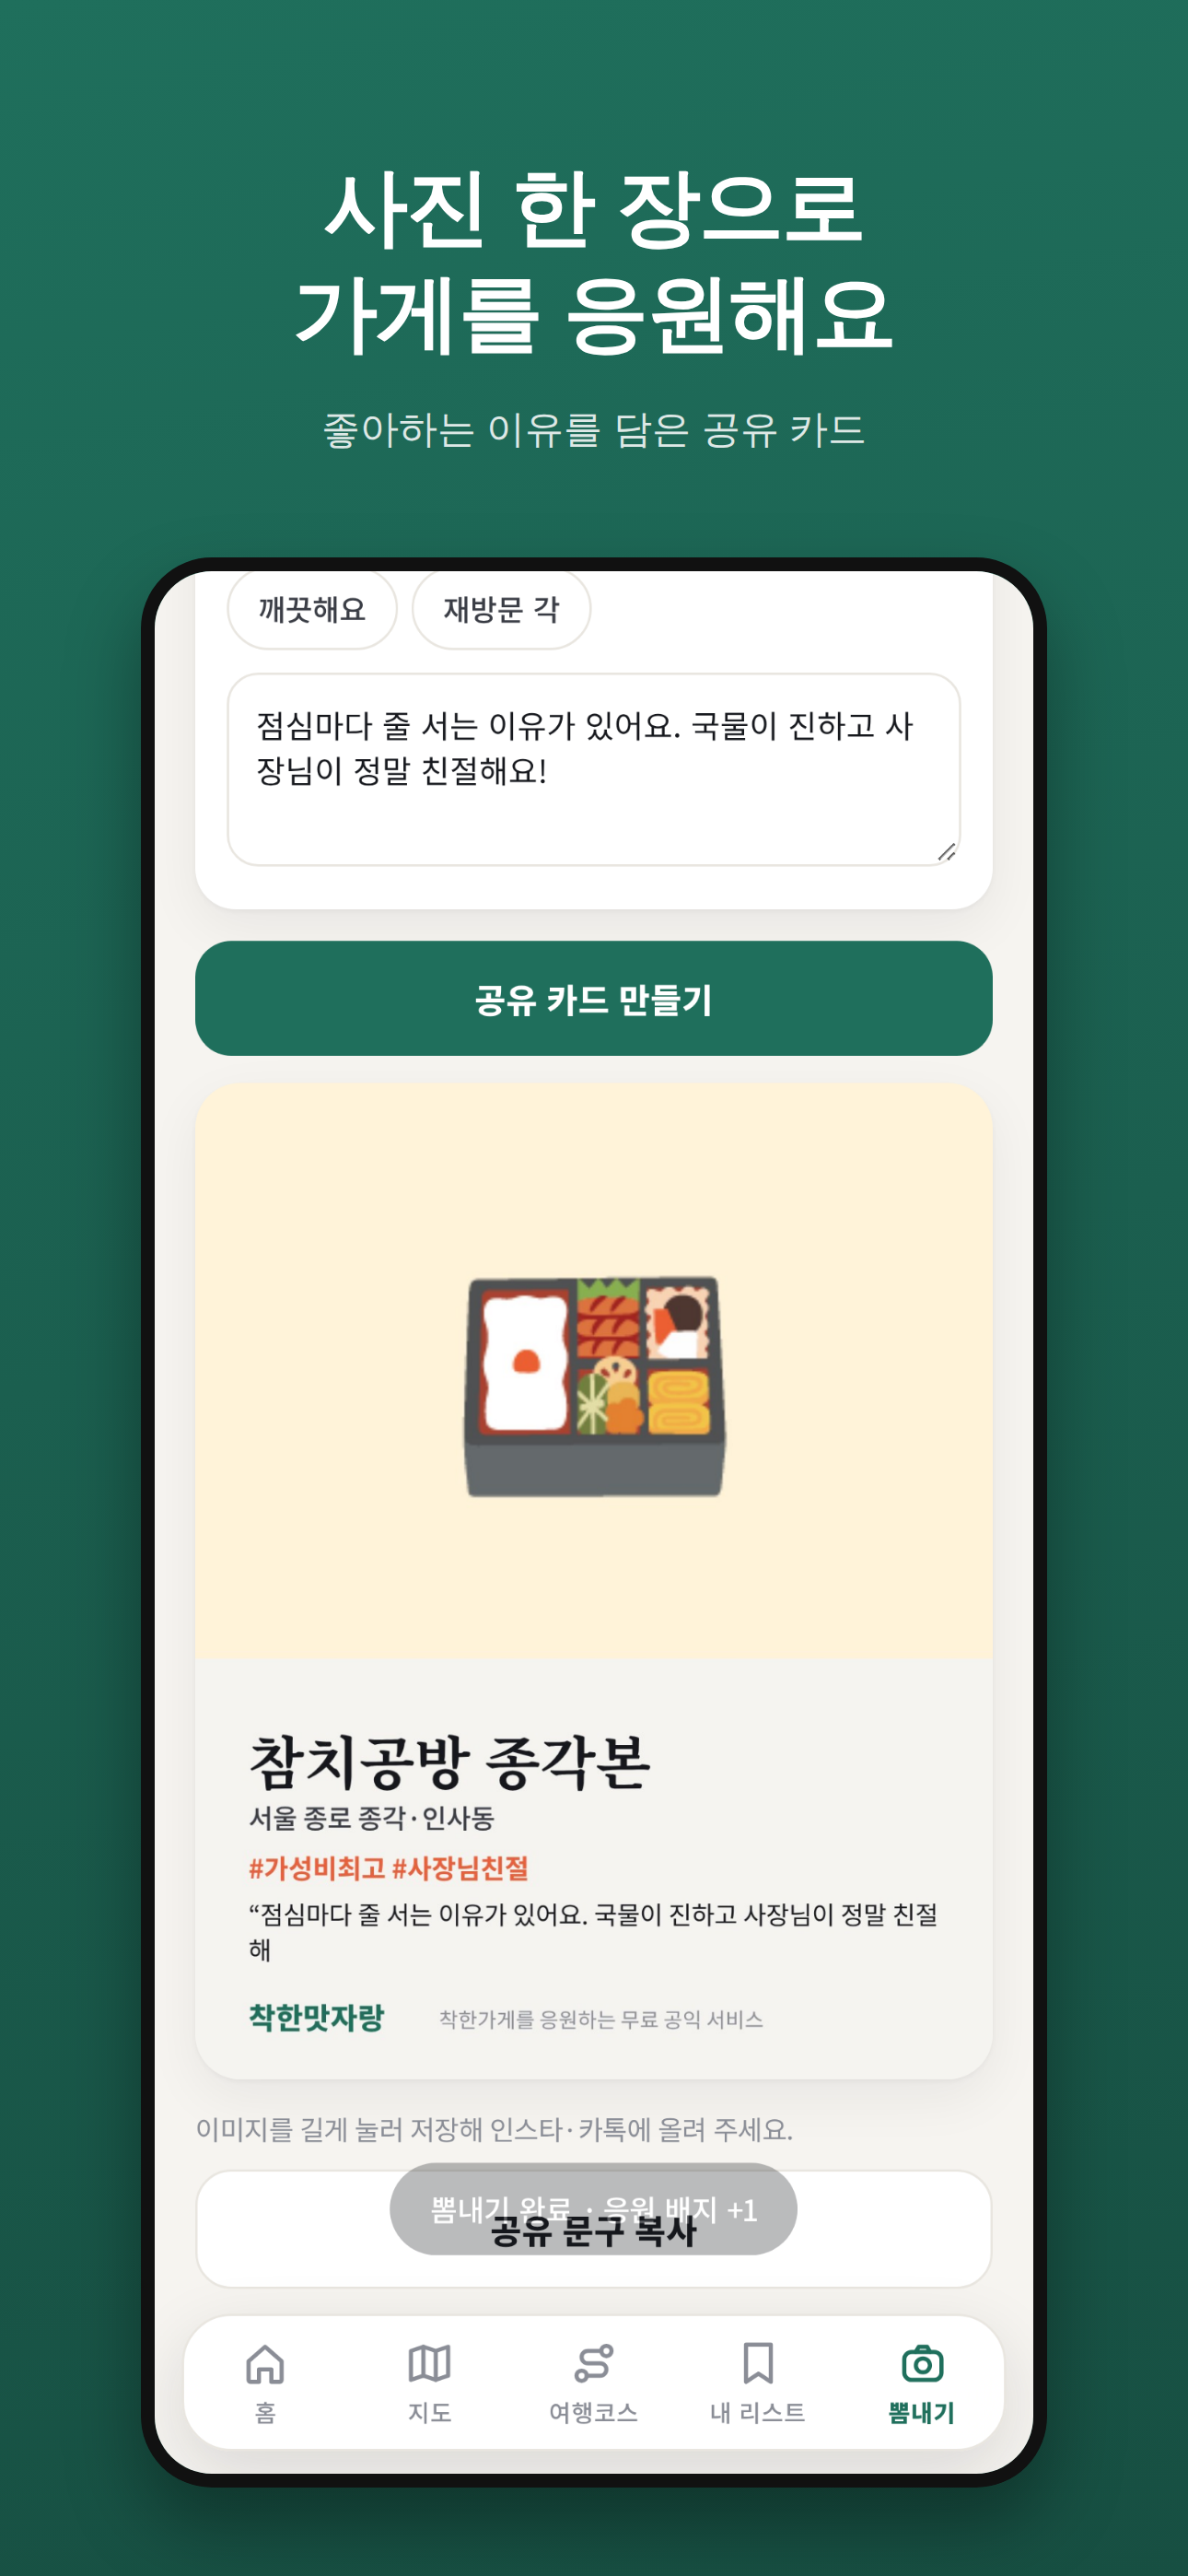 사진 한 장으로
가게를 응원해요
좋아하는 이유를 담은 공유 카드
깨끗해요
재방문 각
점심마다 줄 서는 이유가 있어요. 국물이 진하고 사
장님이 정말 친절해요!
공유 카드 만들기
참치공방 종각본
서울 종로 종각·인사동
#가성비최고 #사장님친절
“점심마다 줄 서는 이유가 있어요. 국물이 진하고 사장님이 정말 친절
해
착한맛자랑
착한가게를 응원하는 무료 공익 서비스
이미지를 길게 눌러 저장해 인스타·카톡에 올려 주세요.
뽐내기 완료 · 응원 배지 +1
공유 문구 복사
홈
지도
여행코스
내 리스트
뽐내기